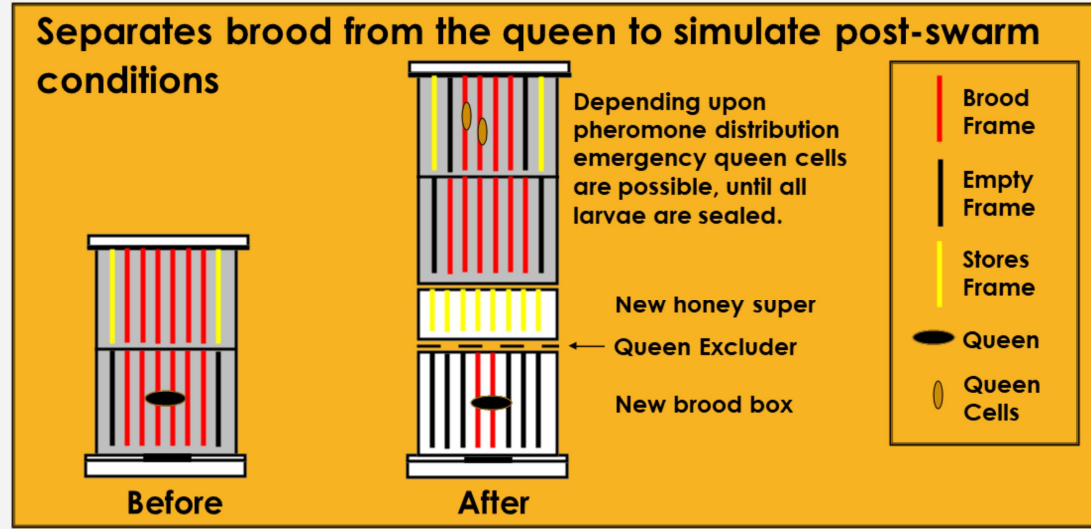 Separates brood from the queen to simulate post-swarm
conditions
Depending upon
pheromone distribution
emergency queen cells
are possible, until all
larvae are sealed.
New honey super
Queen Excluder
New brood box
Before
After
Brood
Frame
Empty
Frame
Stores
Frame
Queen
Queen
Cells